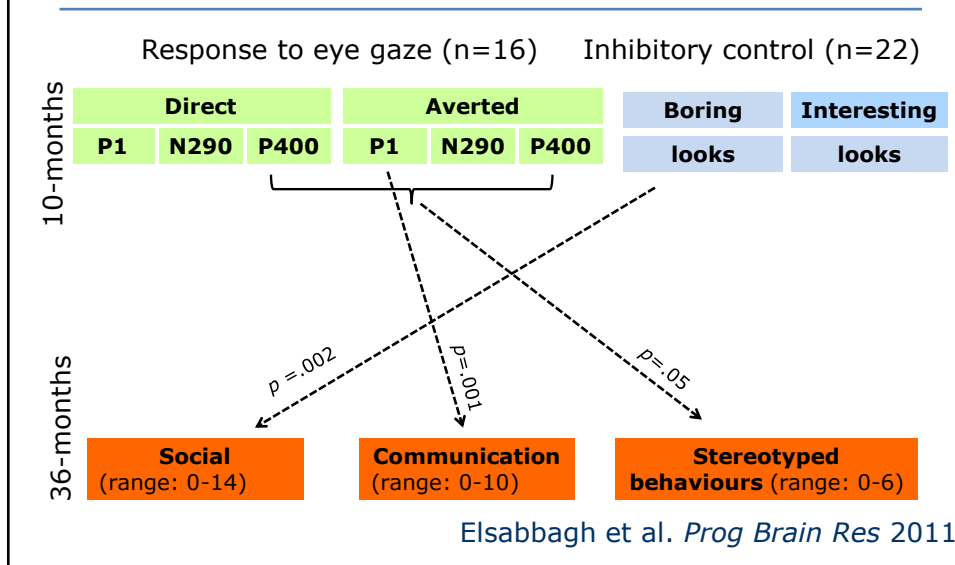 Response to eye gaze (n=16)
Inhibitory control (n=22)
10-months
Direct
Averted
Boring
Interesting
P1
N290
P400
P1
N290
P400
looks
looks
p =.002
p=.001
p=.05
36-months
Social
(range: 0-14)
Communication
(range: 0-10)
Stereotyped
behaviours (range: 0-6)
Elsabbagh et al. Prog Brain Res 2011